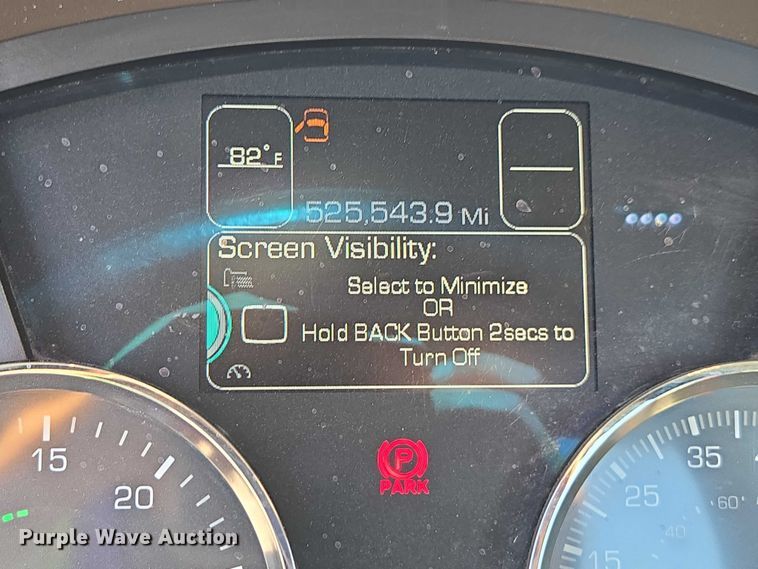 82°F
525,543.9 Mi
Screen Visibility:
Select to Minimize
OR
Hold BACK Button 2secs to
Turn Off
P
PARK
15
20
35
25
60
40
15
Purple Wave Auction